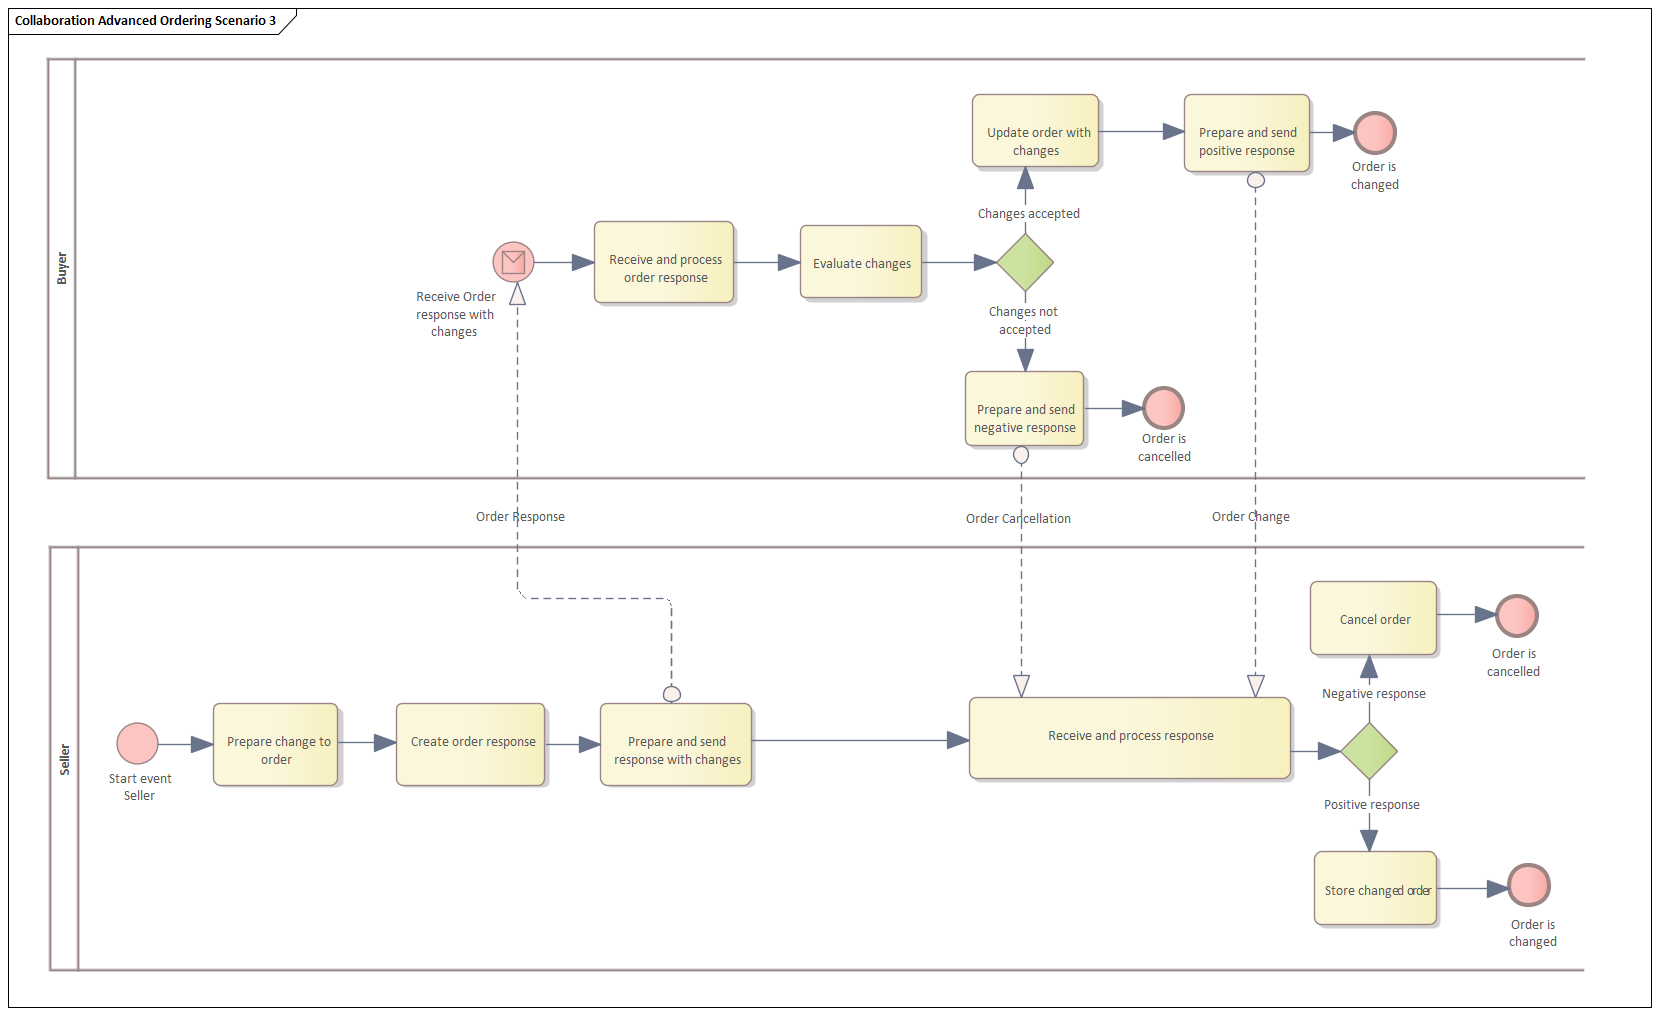 Collaboration Advanced Ordering Scenario 3
Buyer
Update order with
changes
Prepare and send
positive response
Order is
changed
Changes accepted
Receive and process
order response
Evaluate changes
Receive Order
response with
changes
Changes not
accepted
Prepare and send
negative response
Order is
cancelled
Order Response
Order Cancellation
Order Change
Seller
Cancel order
Order is
cancelled
Negative response
Prepare change to
order
Create order response
Prepare and send
response with changes
Receive and process response
Start event
Seller
Positive response
Store changed order
Order is
changed